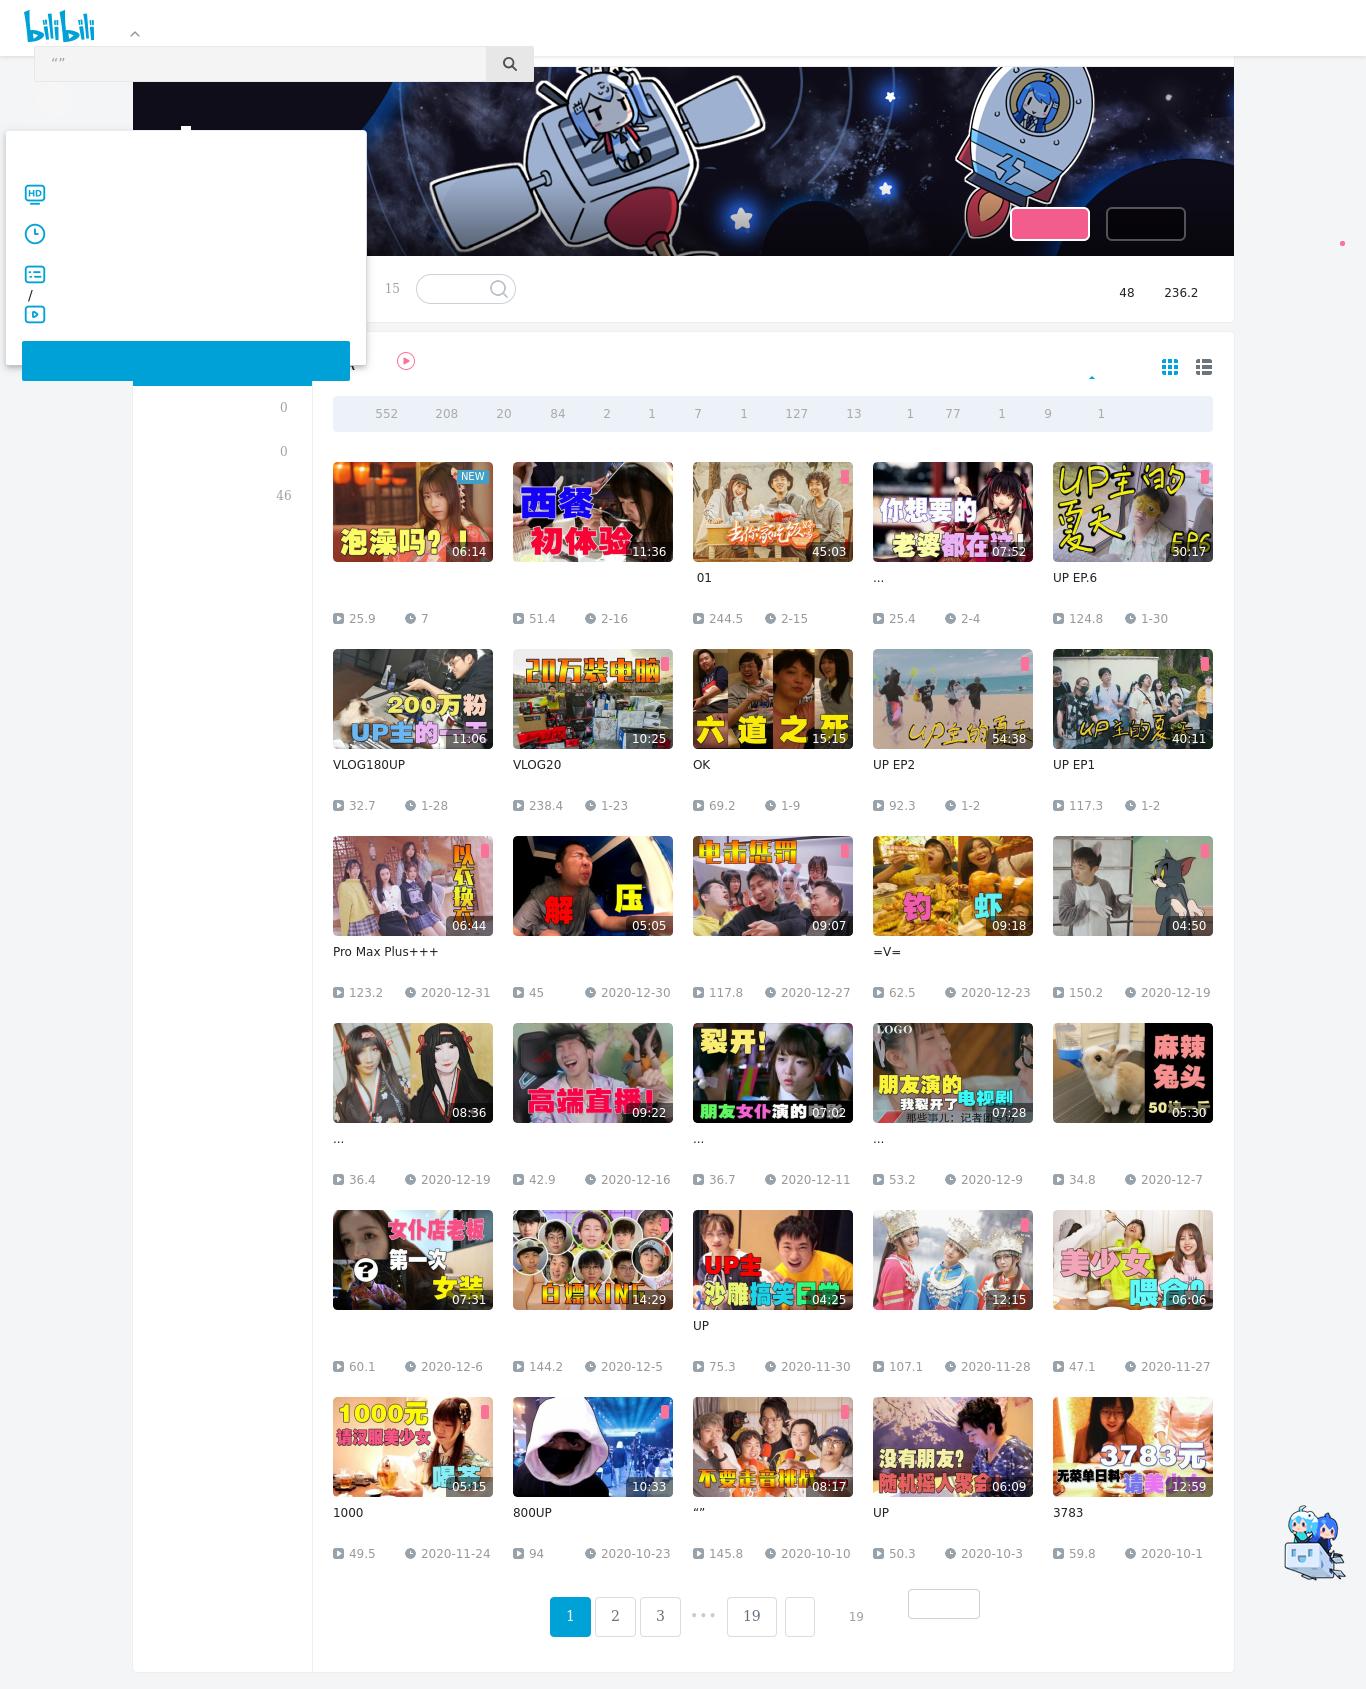 bilibili
“”
HD
/
15
48 236.2
0
0
46
552 208 20 84 2 1 7 1 127 13 1 77 1 9 1
NEW
泡澡吗？！
06:14
西餐
初体验
11:36
去你家吃饭
45:03
你想要的
老婆都在这！
07:52
UP主的
夏天
EP6
30:17
01
...
UP EP.6
25.9 7
51.4 2-16
244.5 2-15
25.4 2-4
124.8 1-30
200万粉
UP主的一天
11:06
20万装电脑
10:25
六道之死
15:15
UP主的夏天
54:38
UP主的夏天
40:11
VLOG180UP
VLOG20
OK
UP EP2
UP EP1
32.7 1-28
238.4 1-23
69.2 1-9
92.3 1-2
117.3 1-2
以衣换衣
06:44
解压
05:05
电击惩罚
09:07
钓虾
09:18
04:50
Pro Max Plus+++
=V=
123.2 2020-12-31
45 2020-12-30
117.8 2020-12-27
62.5 2020-12-23
150.2 2020-12-19
08:36
高端直播！
09:22
裂开！
朋友女仆演的电影
07:02
LOGO
朋友演的
我裂开了电视剧
那些事儿：记者
07:28
麻辣
兔头
50块一斤
05:30
...
...
...
36.4 2020-12-19
42.9 2020-12-16
36.7 2020-12-11
53.2 2020-12-9
34.8 2020-12-7
女仆店老板
第一次
女装
?
07:31
白嫖KING
14:29
UP主
沙雕搞笑日常
04:25
12:15
美少女
喂食？
06:06
UP
60.1 2020-12-6
144.2 2020-12-5
75.3 2020-11-30
107.1 2020-11-28
47.1 2020-11-27
1000元
请汉服美少女
喝茶
05:15
10:33
不要走音挑战
08:17
没有朋友？
随机摇人聚会！
06:09
3783元
无菜单日料
请美少女
12:59
1000
800UP
“”
UP
3783
49.5 2020-11-24
94 2020-10-23
145.8 2020-10-10
50.3 2020-10-3
59.8 2020-10-1
1 2 3 ••• 19 19